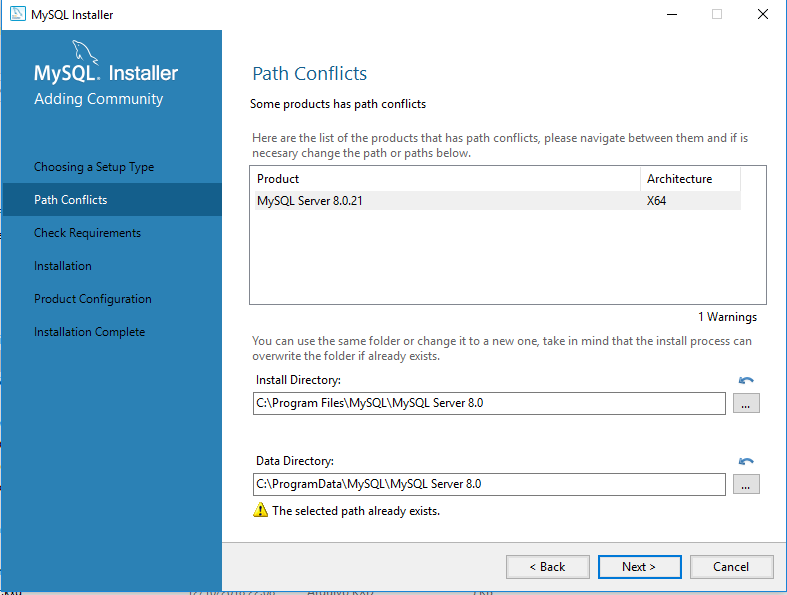 MySQL Installer
MySQL. Installer
Adding Community
Choosing a Setup Type
Path Conflicts
Check Requirements
Installation
Product Configuration
Installation Complete
Path Conflicts
Some products has path conflicts
Here are the list of the products that has path conflicts, please navigate between them and if is
necesary change the path or paths below.
Product Architecture
MySQL Server 8.0.21 X64
1 Warnings
You can use the same folder or change it to a new one, take in mind that the install process can
overwrite the folder if already exists.
Install Directory:
C:\Program Files\MySQL\MySQL Server 8.0
...
Data Directory:
C:\ProgramData\MySQL\MySQL Server 8.0
...
The selected path already exists.
< Back Next > Cancel